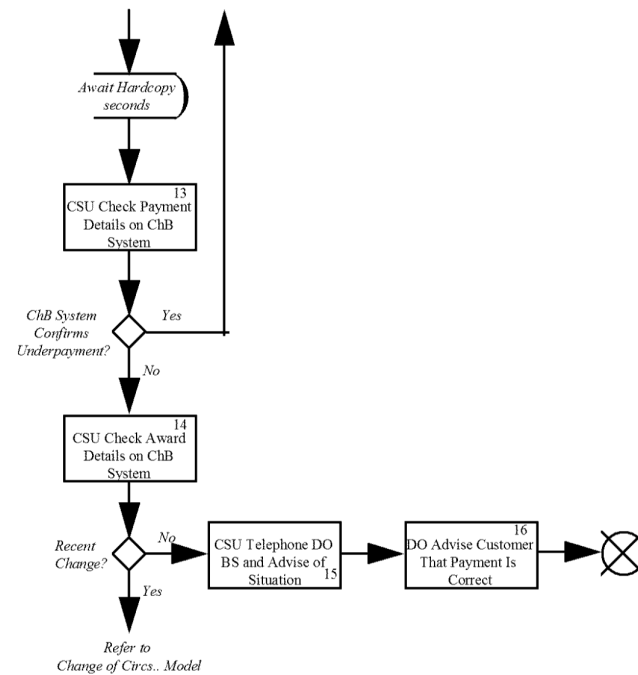 Await Hardcopy
seconds
13
CSU Check Payment
Details on ChB
System
ChB System
Confirms
Underpayment?
Yes
No
14
CSU Check Award
Details on ChB
System
Recent
Change?
No
CSU Telephone DO
BS and Advise of
Situation
15
16
DO Advise Customer
That Payment Is
Correct
Yes
Refer to
Change of Circs.. Model